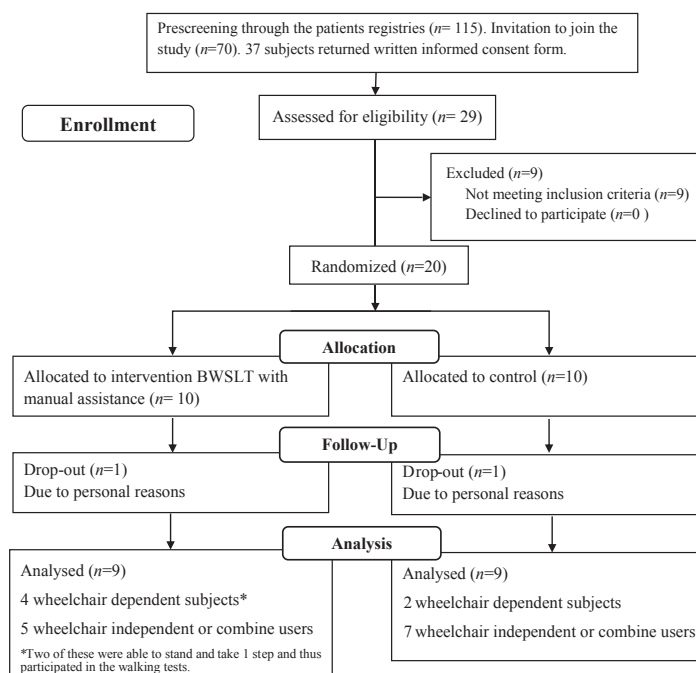 Prescreening through the patients registries (n= 115). Invitation to join the
study (n=70). 37 subjects returned written informed consent form.
Enrollment
Assessed for eligibility (n= 29)
Excluded (n=9)
Not meeting inclusion criteria (n=9)
Declined to participate (n=0 )
Randomized (n=20)
Allocation
Allocated to intervention BWSLT with
manual assistance (n= 10)
Allocated to control (n=10)
Follow-Up
Drop-out (n=1)
Due to personal reasons
Drop-out (n=1)
Due to personal reasons
Analysis
Analysed (n=9)
4 wheelchair dependent subjects*
5 wheelchair independent or combine users
*Two of these were able to stand and take 1 step and thus
participated in the walking tests.
Analysed (n=9)
2 wheelchair dependent subjects
7 wheelchair independent or combine users